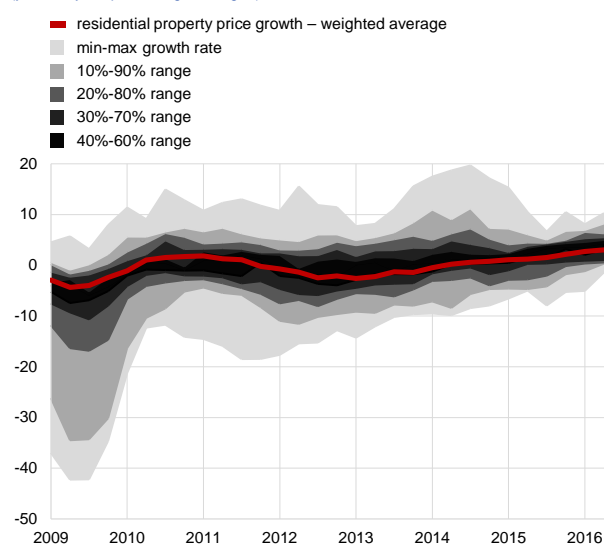 residential property price growth – weighted average
min-max growth rate
10%-90% range
20%-80% range
30%-70% range
40%-60% range
20
10
0
-10
-20
-30
-40
-50
2009 2010 2011 2012 2013 2014 2015 2016